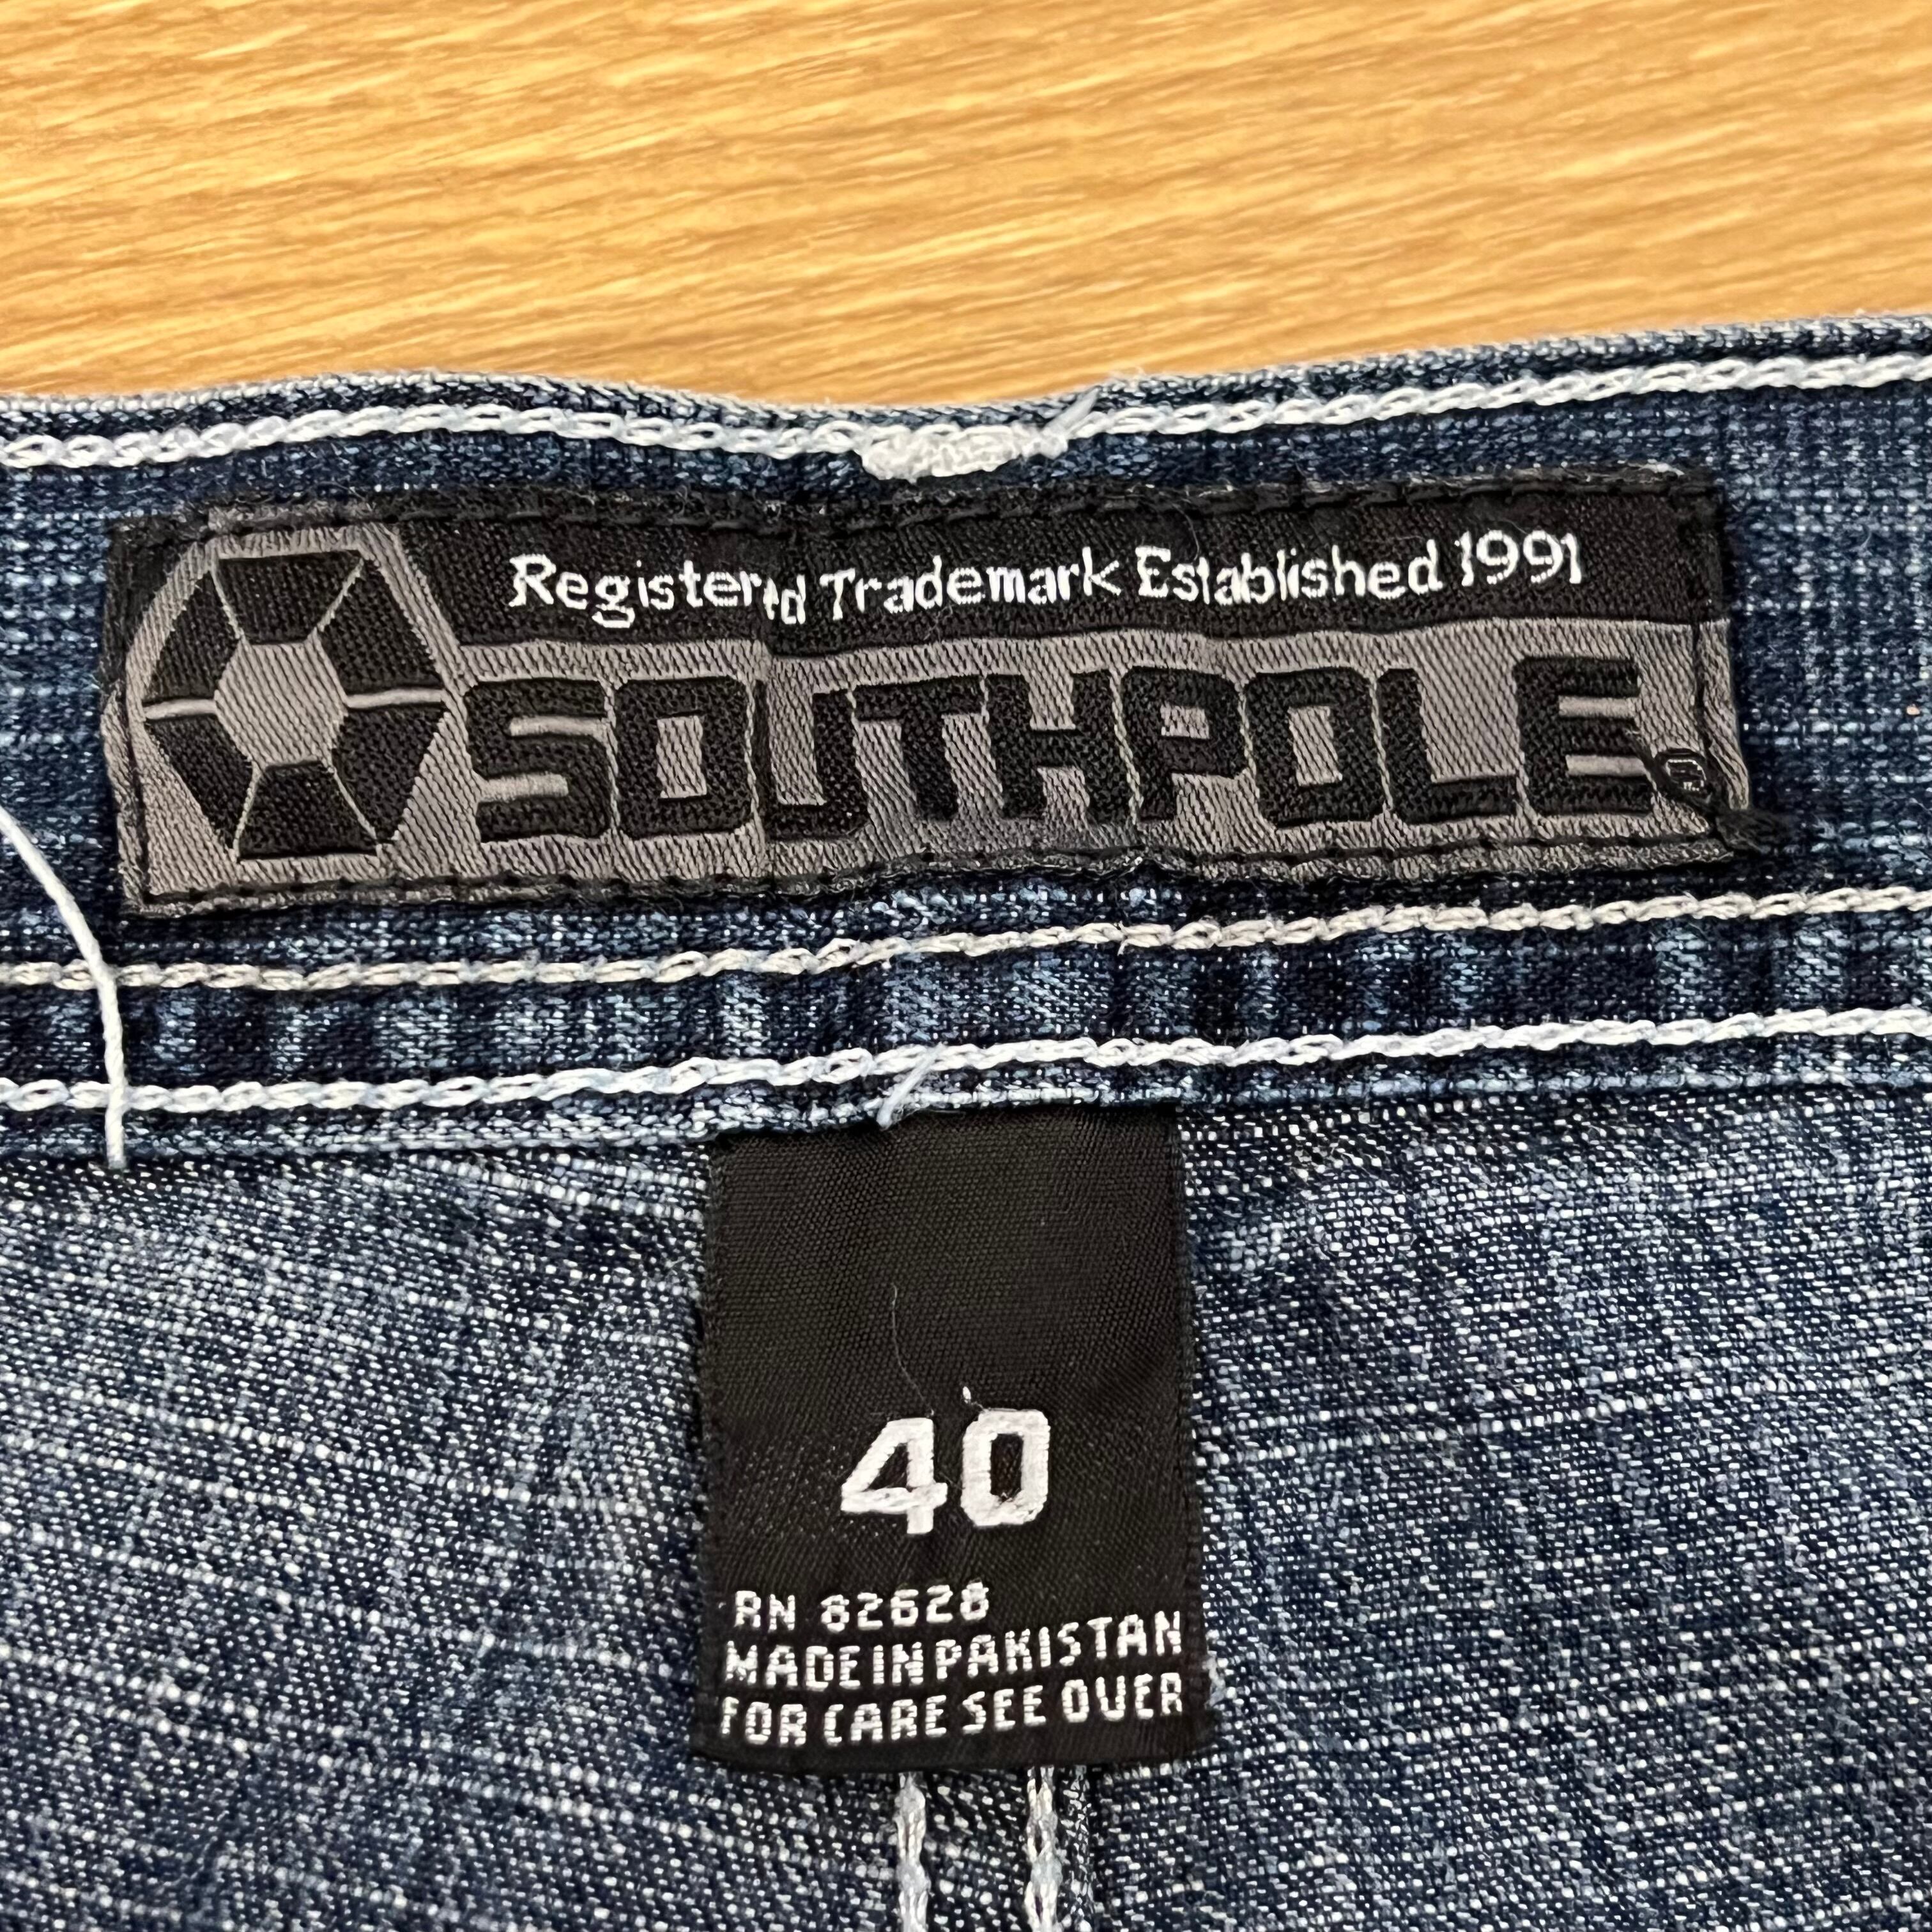 Registered Trademark Established 1991
SOUTHPOLE®
40
RN 82628
MADE IN PAKISTAN
FOR CARE SEE OVER